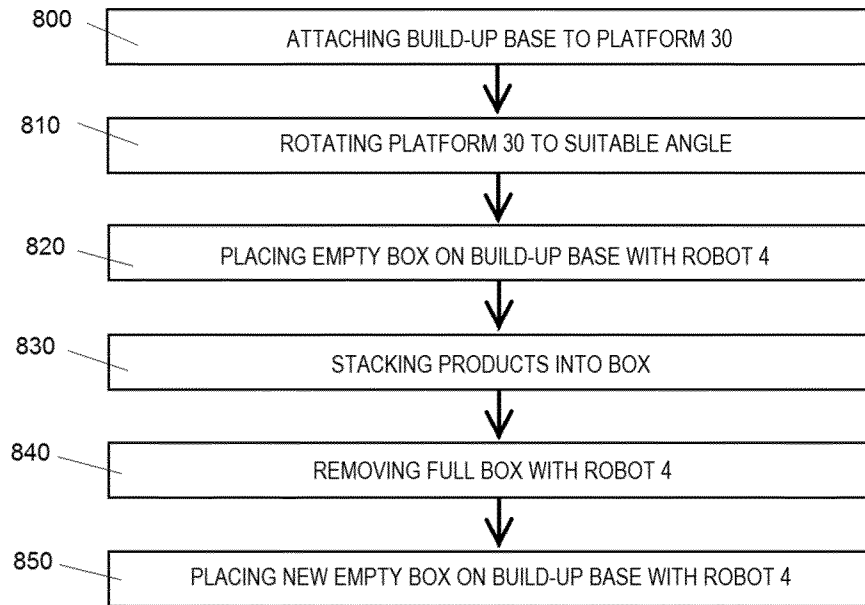 800 ATTACHING BUILD-UP BASE TO PLATFORM 30
810 ROTATING PLATFORM 30 TO SUITABLE ANGLE
820 PLACING EMPTY BOX ON BUILD-UP BASE WITH ROBOT 4
830 STACKING PRODUCTS INTO BOX
840 REMOVING FULL BOX WITH ROBOT 4
850 PLACING NEW EMPTY BOX ON BUILD-UP BASE WITH ROBOT 4